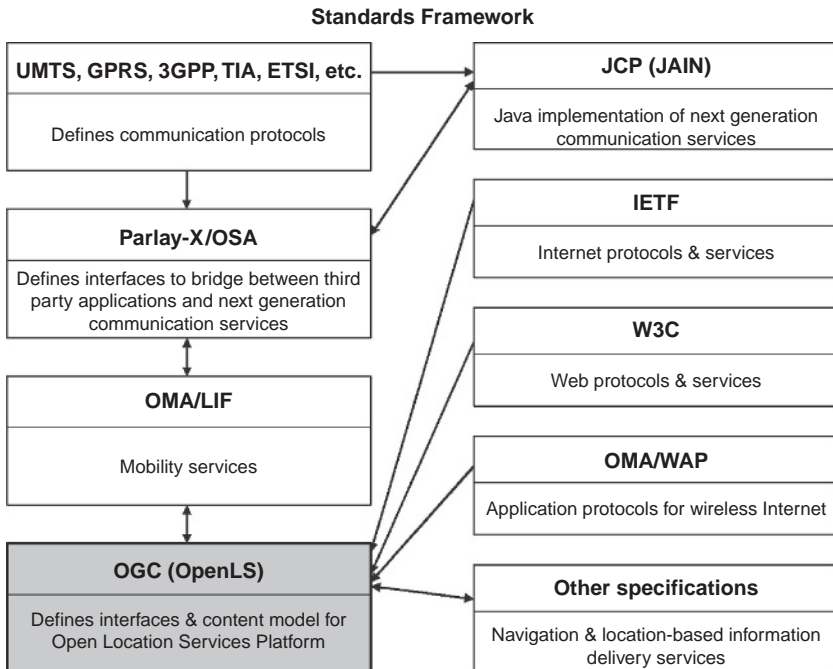 Standards Framework
UMTS, GPRS, 3GPP, TIA, ETSI, etc.
Defines communication protocols
Parlay-X/OSA
Defines interfaces to bridge between third
party applications and next generation
communication services
OMA/LIF
Mobility services
OGC (OpenLS)
Defines interfaces & content model for
Open Location Services Platform
JCP (JAIN)
Java implementation of next generation
communication services
IETF
Internet protocols & services
W3C
Web protocols & services
OMA/WAP
Application protocols for wireless Internet
Other specifications
Navigation & location-based information
delivery services